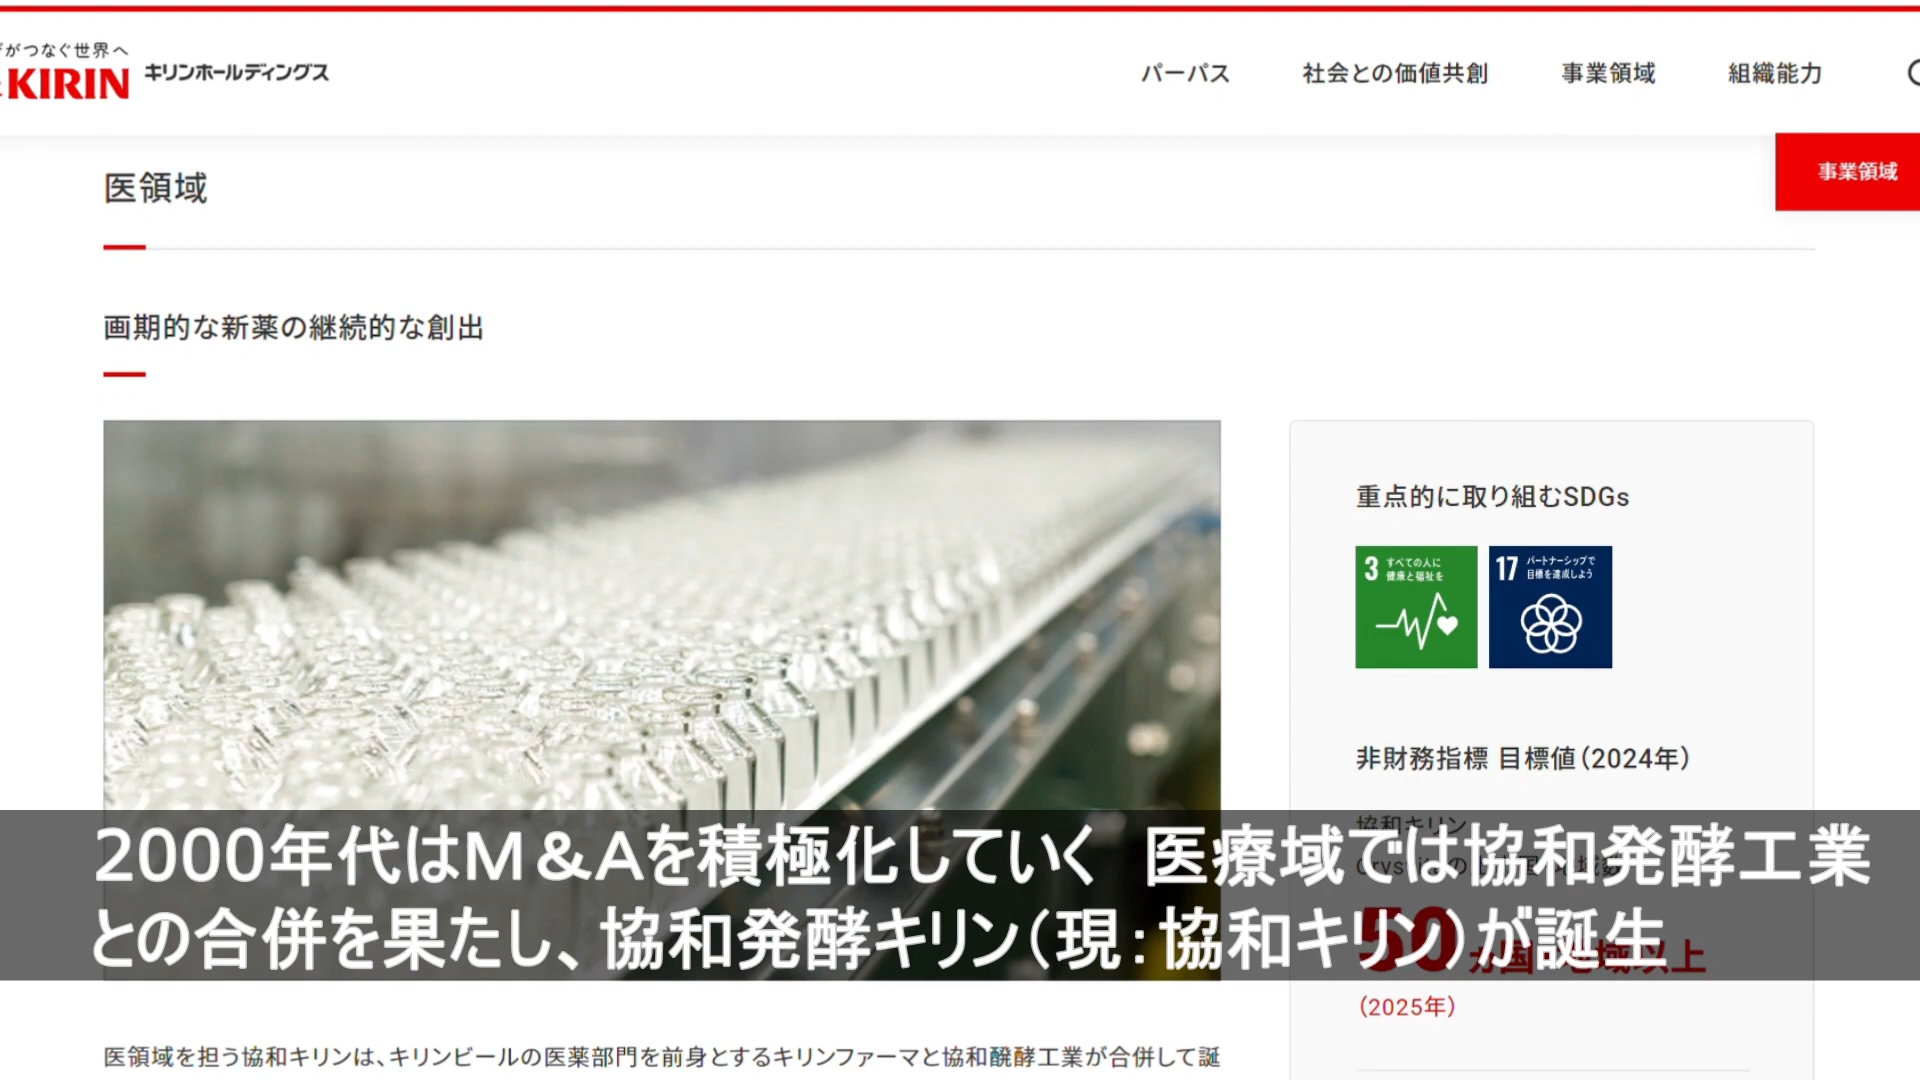 がつなぐ世界へ
KIRIN
キリンホールディングス
パーパス 社会との価値共創 事業領域 組織能力
事業領域
医領域
画期的な新薬の継続的な創出
重点的に取り組むSDGs
3 すべての人に
健康と福祉を
17 パートナーシップで
目標を達成しよう
非財務指標 目標値(2024年)
協和キリン
2000年代はM&Aを積極化していく 医療域では協和発酵工業
との合併を果たし、協和発酵キリン(現:協和キリン)が誕生
50
以上
(2025年)
医領域を担う協和キリンは、キリンビールの医薬部門を前身とするキリンファーマと協和醗酵工業が合併して誕